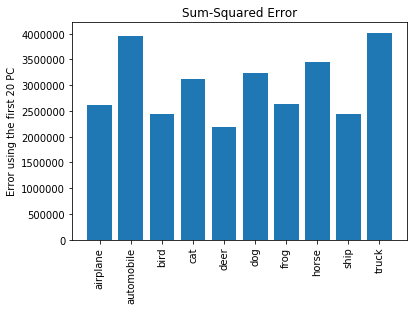 Sum-Squared Error
Error using the first 20 PC
4000000
3500000
3000000
2500000
2000000
1500000
1000000
500000
0
airplane
automobile
bird
cat
deer
dog
frog
horse
ship
truck